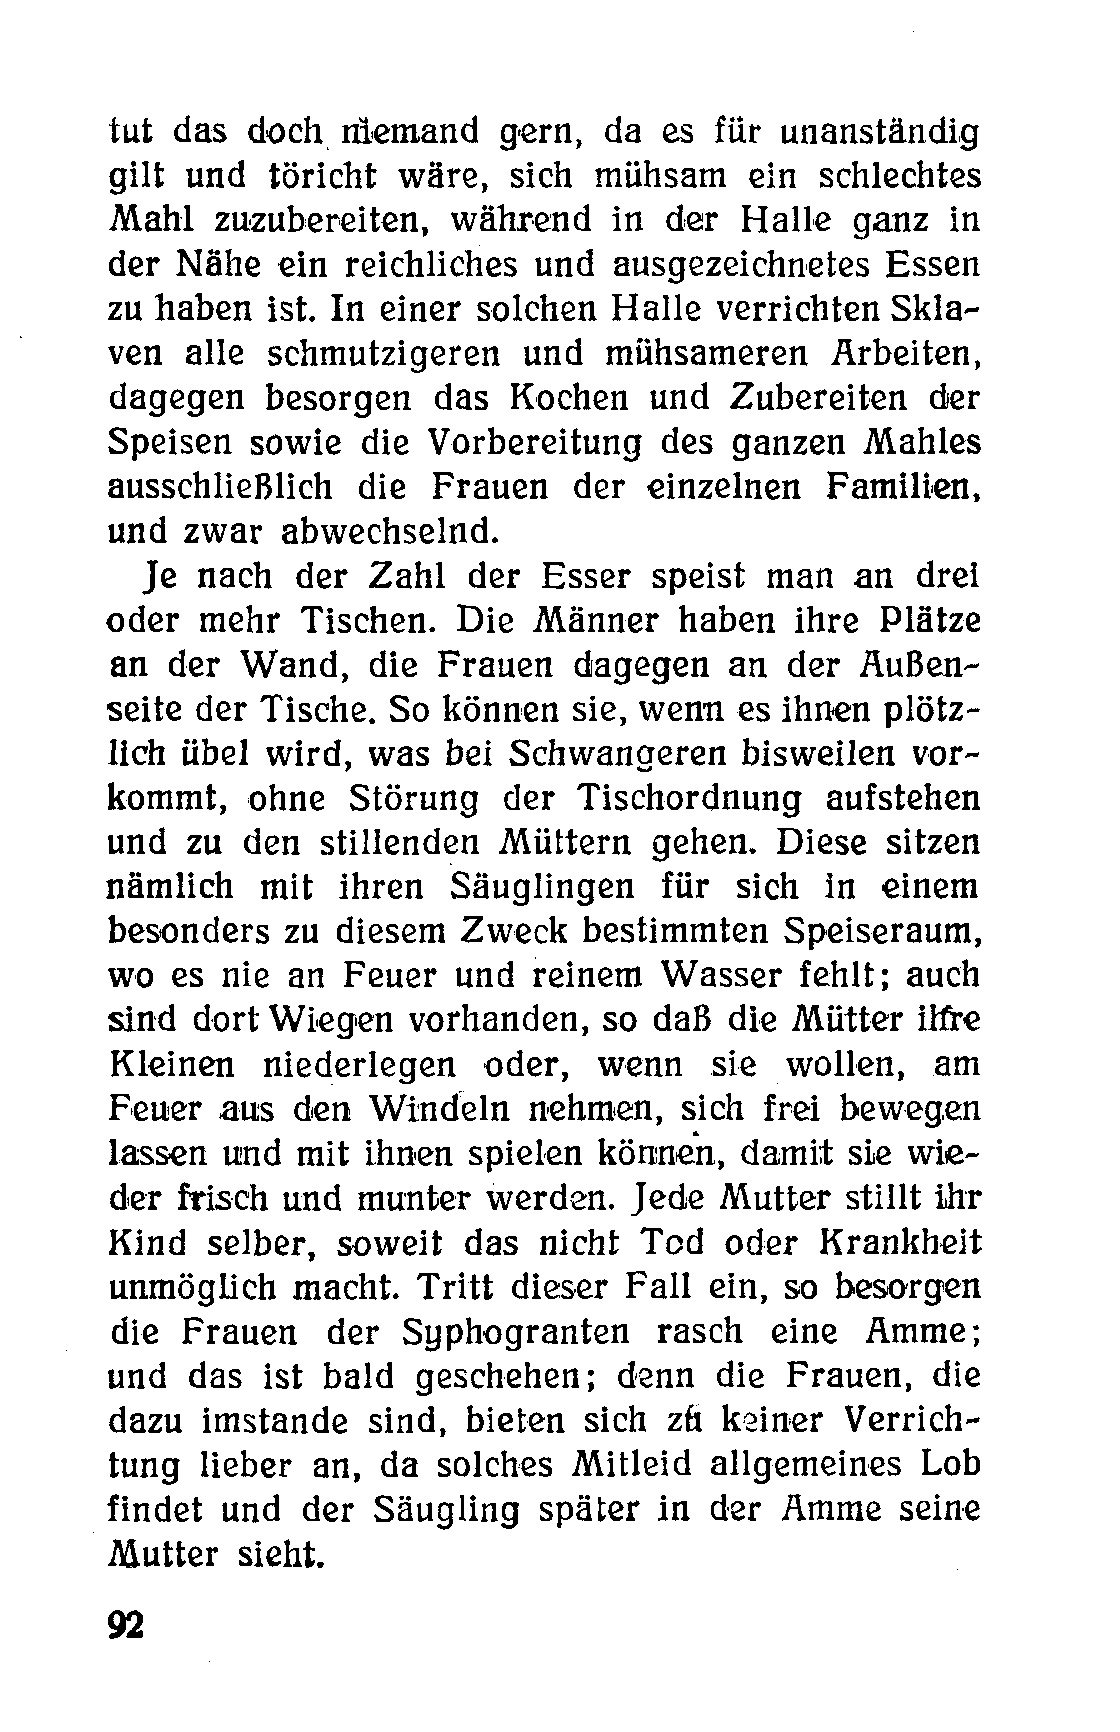 tut das doch niemand gern, da es für unanständig
gilt und töricht wäre, sich mühsam ein schlechtes
Mahl zuzubereiten, während in der Halle ganz in
der Nähe ein reichliches und ausgezeichnetes Essen
zu haben ist. In einer solchen Halle verrichten Skla-
ven alle schmutzigeren und mühsameren Arbeiten,
dagegen besorgen das Kochen und Zubereiten der
Speisen sowie die Vorbereitung des ganzen Mahles
ausschließlich die Frauen der einzelnen Familien,
und zwar abwechselnd.
Je nach der Zahl der Esser speist man an drei
oder mehr Tischen. Die Männer haben ihre Plätze
an der Wand, die Frauen dagegen an der Außen-
seite der Tische. So können sie, wenn es ihnen plötz-
lich übel wird, was bei Schwangeren bisweilen vor-
kommt, ohne Störung der Tischordnung aufstehen
und zu den stillenden Müttern gehen. Diese sitzen
nämlich mit ihren Säuglingen für sich in einem
besonders zu diesem Zweck bestimmten Speiseraum,
wo es nie an Feuer und reinem Wasser fehlt; auch
sind dort Wiegen vorhanden, so daß die Mütter ihre
Kleinen niederlegen oder, wenn sie wollen, am
Feuer aus den Windeln nehmen, sich frei bewegen
lassen und mit ihnen spielen können, damit sie wie-
der frisch und munter werden. Jede Mutter stillt ihr
Kind selber, soweit das nicht Tod oder Krankheit
unmöglich macht. Tritt dieser Fall ein, so besorgen
die Frauen der Syphogranten rasch eine Amme;
und das ist bald geschehen; denn die Frauen, die
dazu imstande sind, bieten sich zu keiner Verrich-
tung lieber an, da solches Mitleid allgemeines Lob
findet und der Säugling später in der Amme seine
Mutter sieht.
92